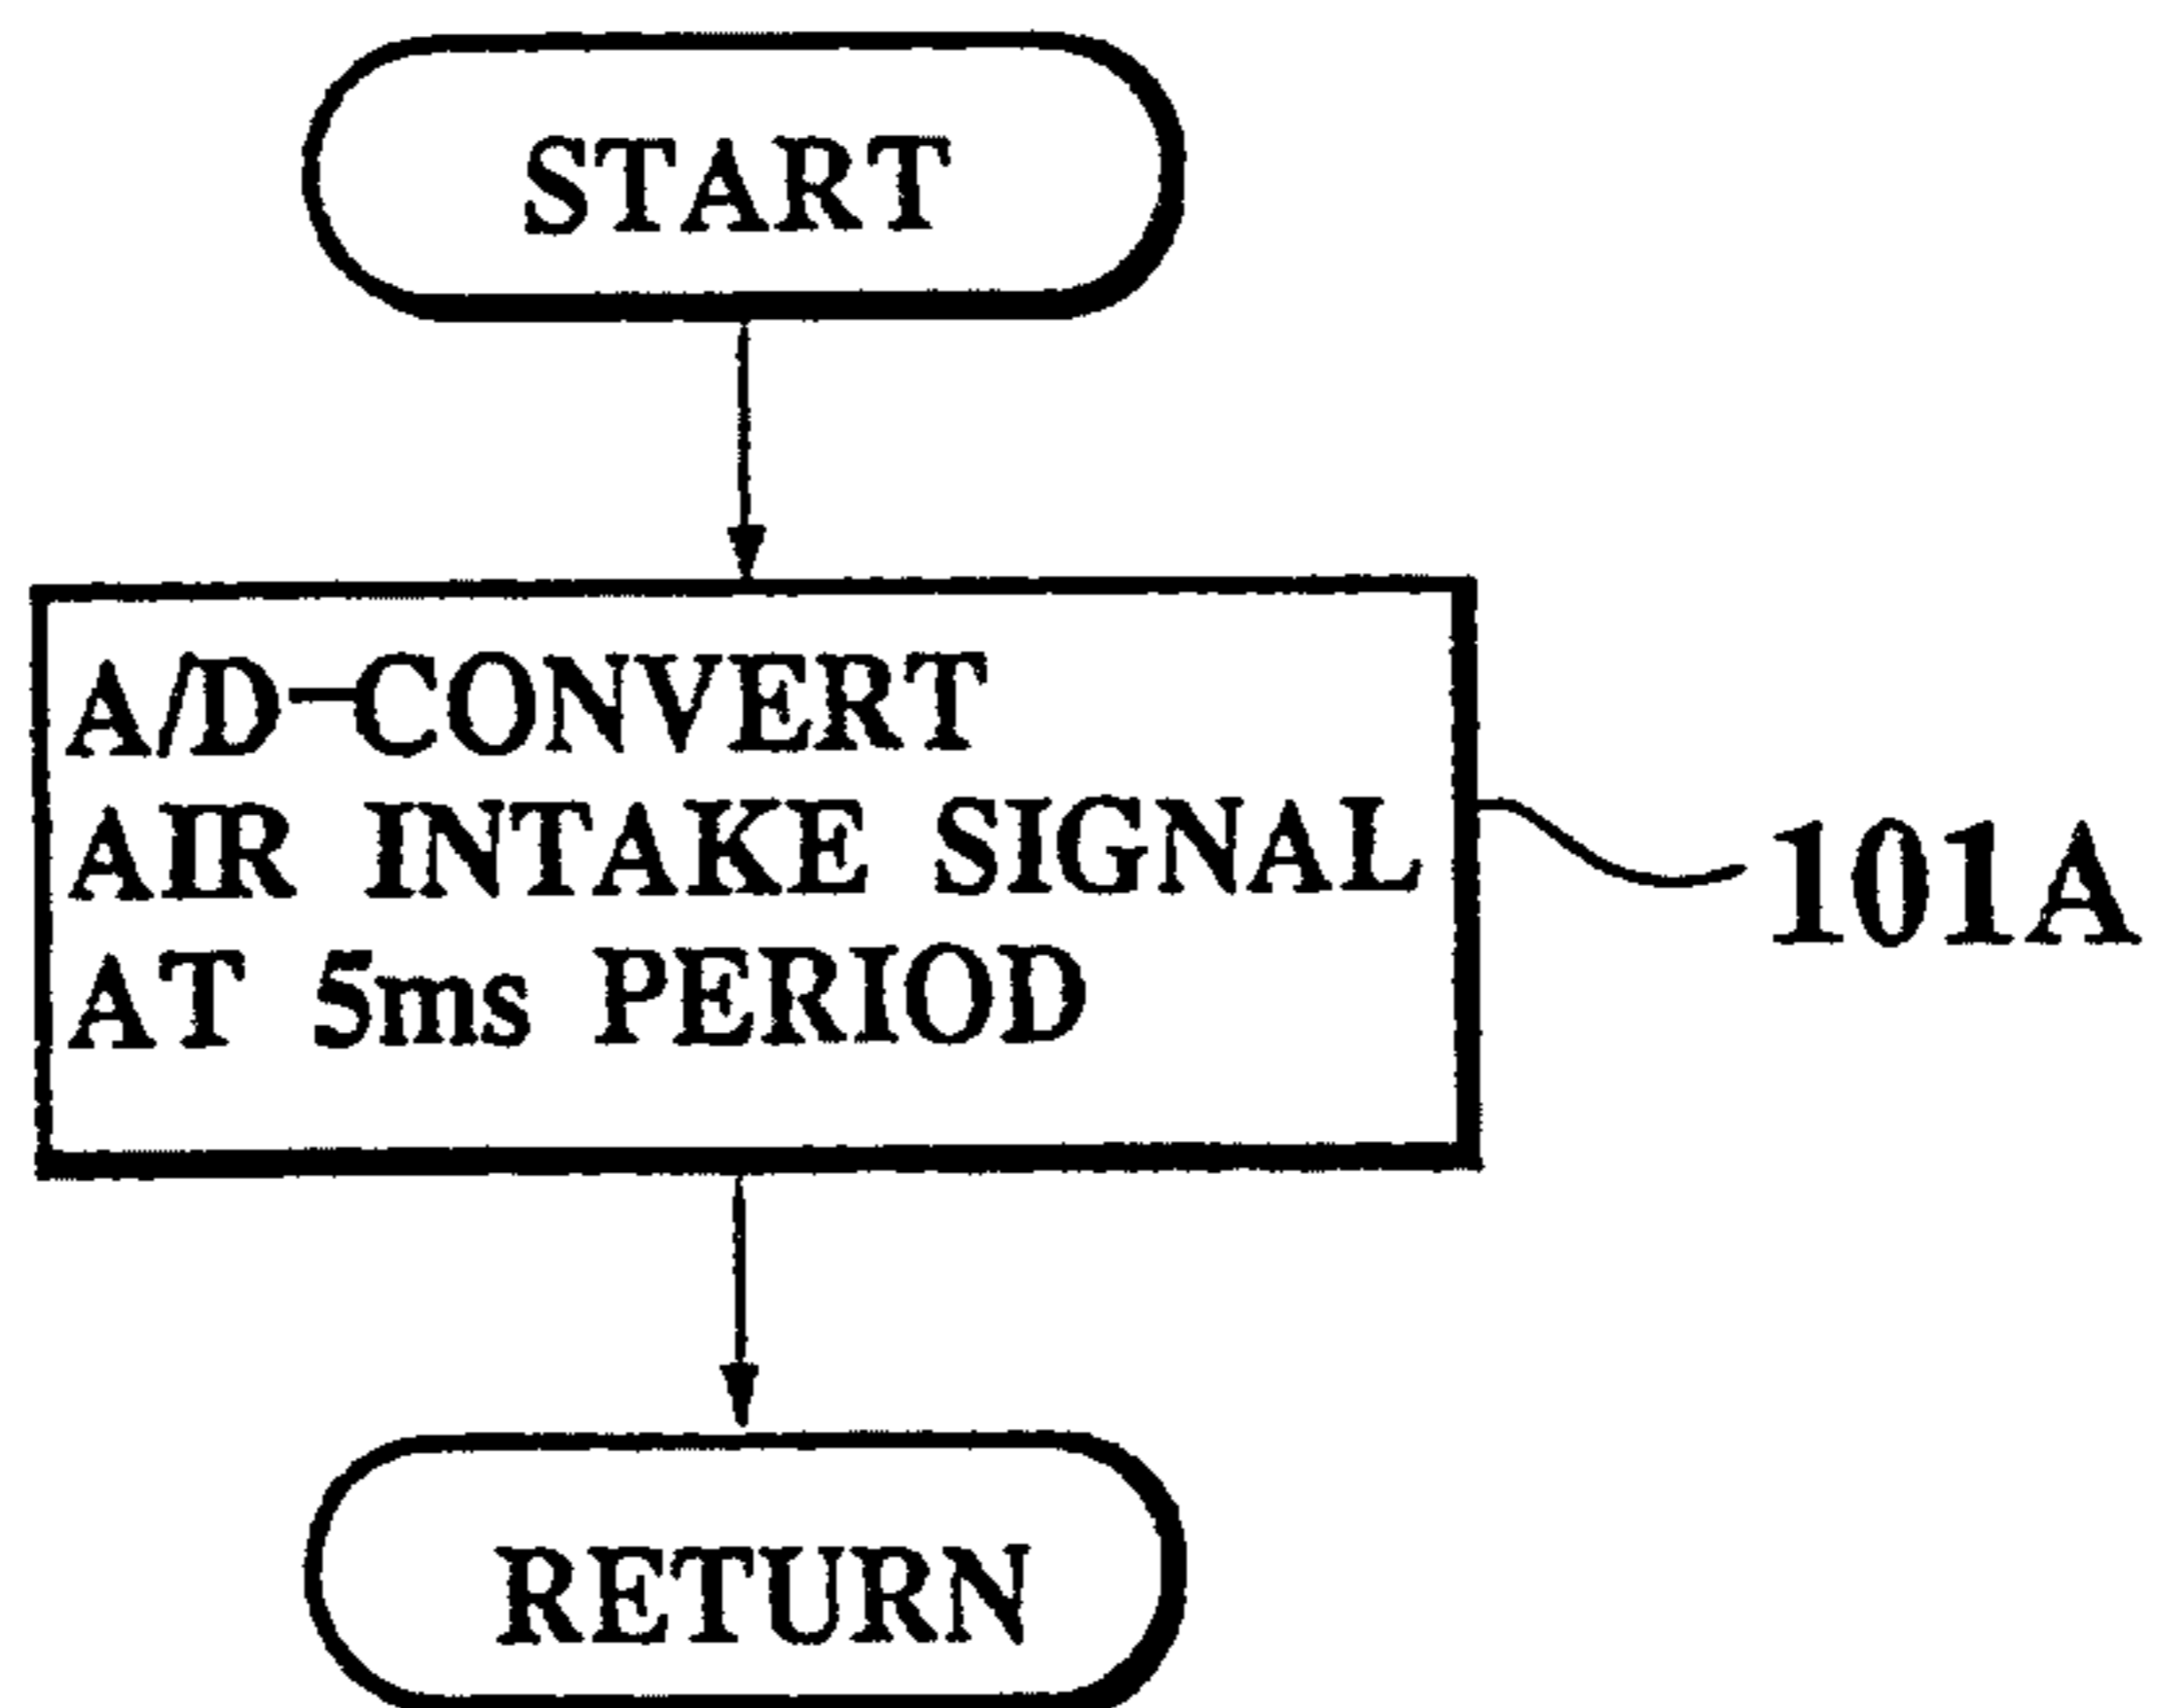 START
A/D-CONVERT
AIR INTAKE SIGNAL
AT 5ms PERIOD
101A
RETURN